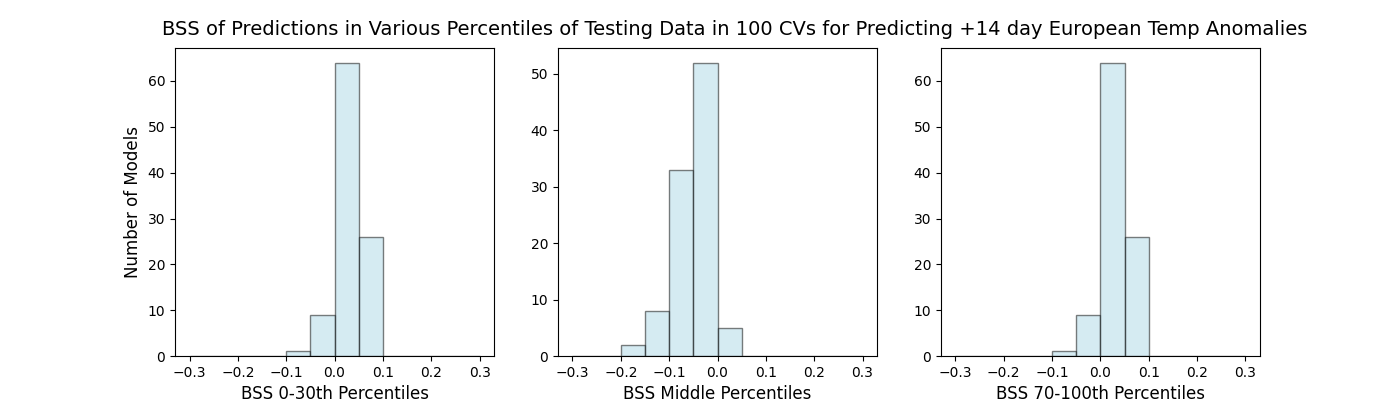 BSS of Predictions in Various Percentiles of Testing Data in 100 CVs for Predicting +14 day European Temp Anomalies
Number of Models
60
50
40
30
20
10
0
−0.3 −0.2 −0.1 0.0 0.1 0.2 0.3
BSS 0-30th Percentiles
50
40
30
20
10
0
−0.3 −0.2 −0.1 0.0 0.1 0.2 0.3
BSS Middle Percentiles
60
50
40
30
20
10
0
−0.3 −0.2 −0.1 0.0 0.1 0.2 0.3
BSS 70-100th Percentiles